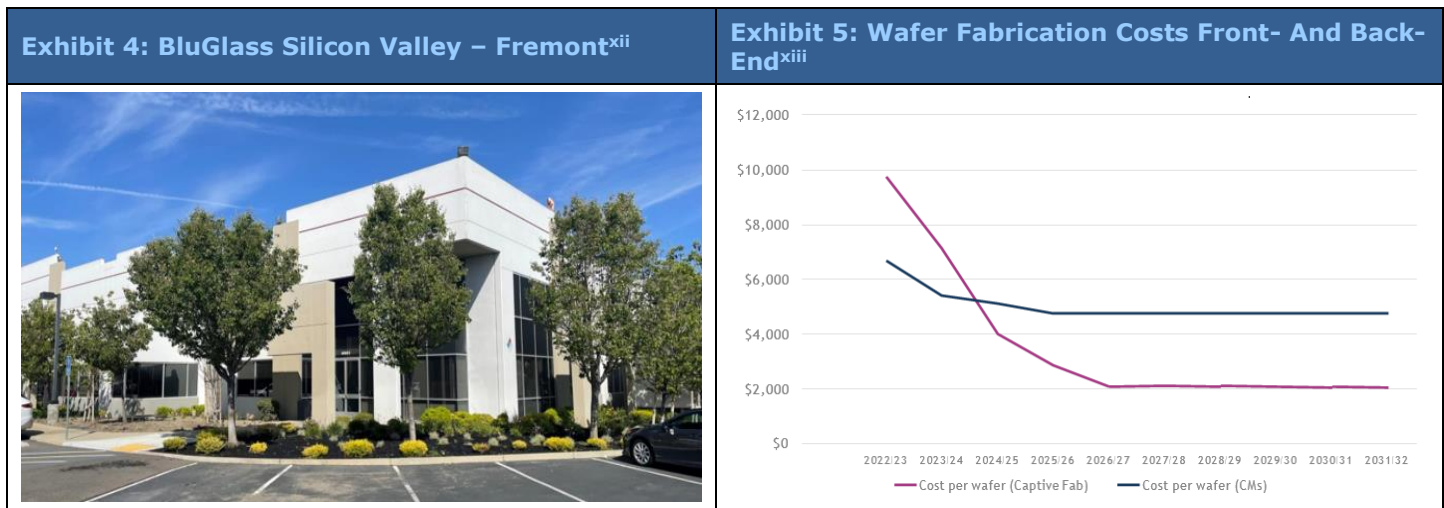 Exhibit 4: BluGlass Silicon Valley – Fremontxii
Exhibit 5: Wafer Fabrication Costs Front- And Back-
Endxiii
$12,000
$10,000
$8,000
$6,000
$4,000
$2,000
$0
2022/23 2023/24 2024/25 2025/26 2026/27 2027/28 2028/29 2029/30 2030/31 2031/32
Cost per wafer (Captive Fab) Cost per wafer (CMs)